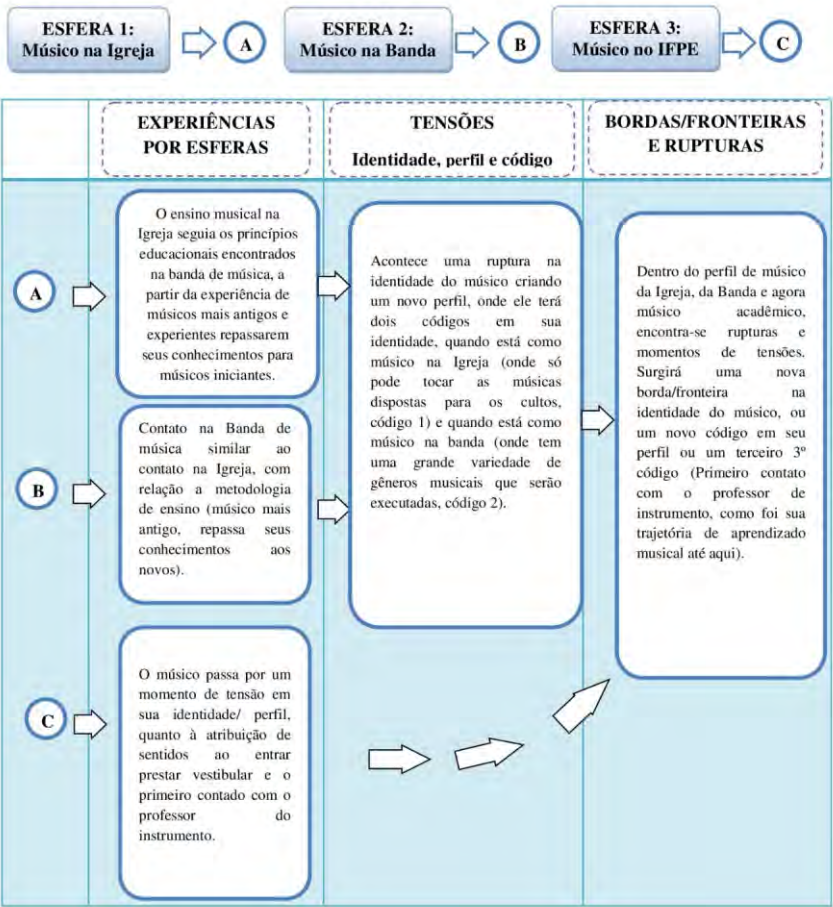 ESFERA 1:
Músico na Igreja
A
ESFERA 2:
Músico na Banda
B
ESFERA 3:
Músico no IFPE
C
EXPERIÊNCIAS
POR ESFERAS
TENSÕES
Identidade, perfil e código
BORDAS/FRONTEIRAS
E RUPTURAS
A
O ensino musical na
Igreja seguia os princípios
educacionais encontrados
na banda de música, a
partir da experiência de
músicos mais antigos e
experientes repassarem
seus conhecimentos para
músicos iniciantes.
B
Contato na Banda de
música similar ao
contato na Igreja, com
relação a metodologia
de ensino (músico mais
antigo, repassa seus
conhecimentos aos
novos).
C
O músico passa por um
momento de tensão em
sua identidade/ perfil,
quanto à atribuição de
sentidos ao entrar
prestar vestibular e o
primeiro contado com o
professor do
instrumento.
Acontece uma ruptura na
identidade do músico criando
um novo perfil, onde ele terá
dois códigos em sua
identidade, quando está como
músico na Igreja (onde só
pode tocar as músicas
dispostas para os cultos,
código 1) e quando está como
músico na banda (onde tem
uma grande variedade de
gêneros musicais que serão
executadas, código 2).
Dentro do perfil de músico
da Igreja, da Banda e agora
músico acadêmico,
encontra-se rupturas e
momentos de tensões.
Surgirá uma nova
borda/fronteira na
identidade do músico, ou
um novo código em seu
perfil ou um terceiro 3º
código (Primeiro contato
com o professor de
instrumento, como foi sua
trajetória de aprendizado
musical até aqui).